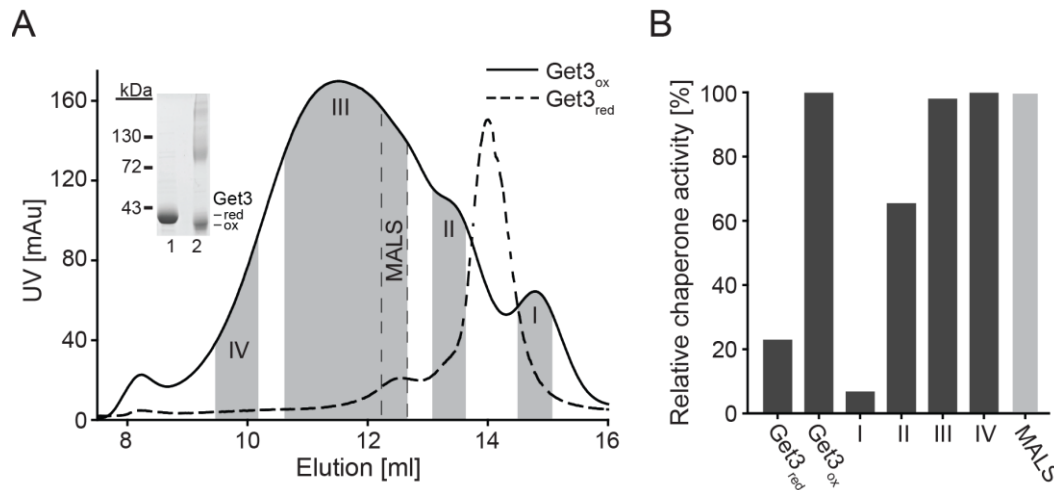 A
UV [mAu]
160
120
80
40
0
8
10
12
14
16
Elution [ml]
Get3ox
Get3red
kDa
130
72
43
Get3
red
ox
1 2
IV
III
MALS
II
I
B
Relative chaperone activity [%]
100
80
60
40
20
0
Get3red
Get3ox
I
II
III
IV
MALS